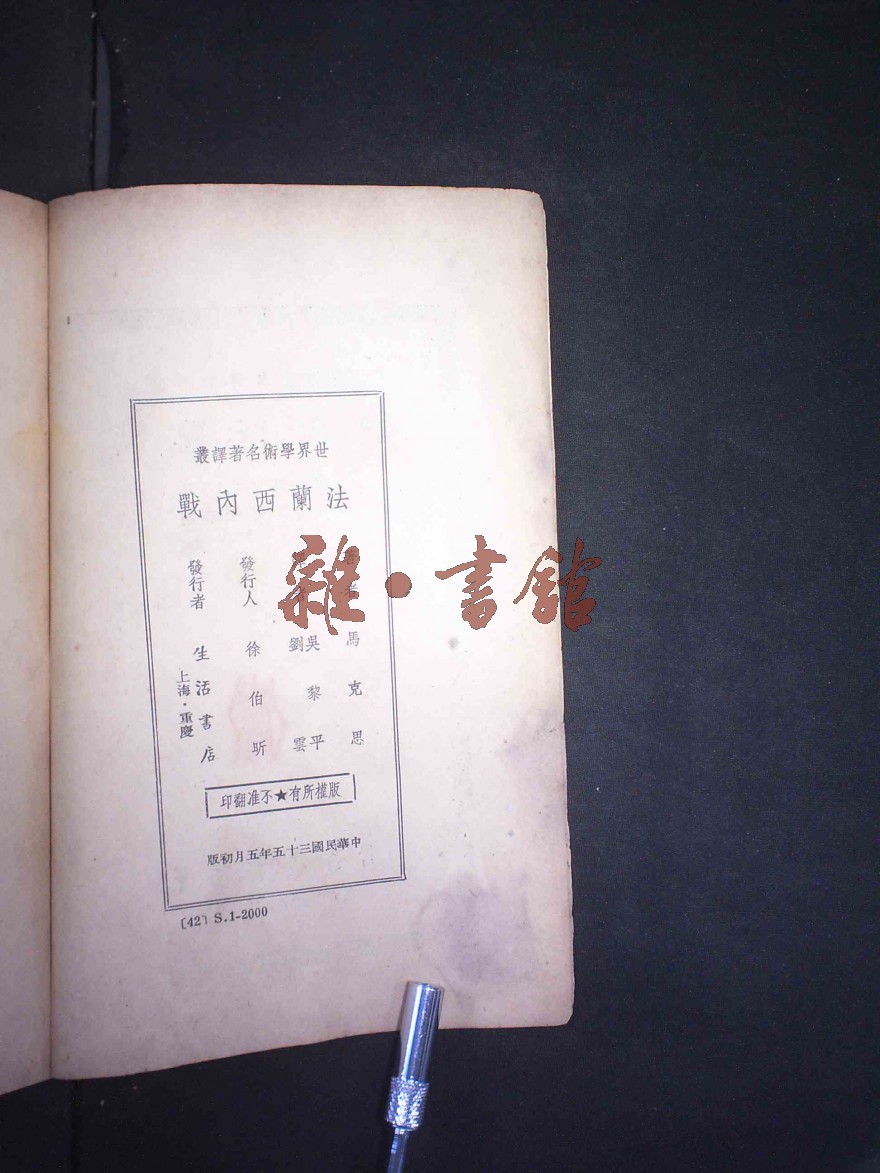 世界學術名著譯叢
法蘭西內戰
馬克思
吳黎平
劉雲
發行人 徐伯昕
發行者 生活書店
上海・重慶
版權所有★不准翻印
中華民國三十五年五月初版
〔42〕 S.1-2000
雜・書館